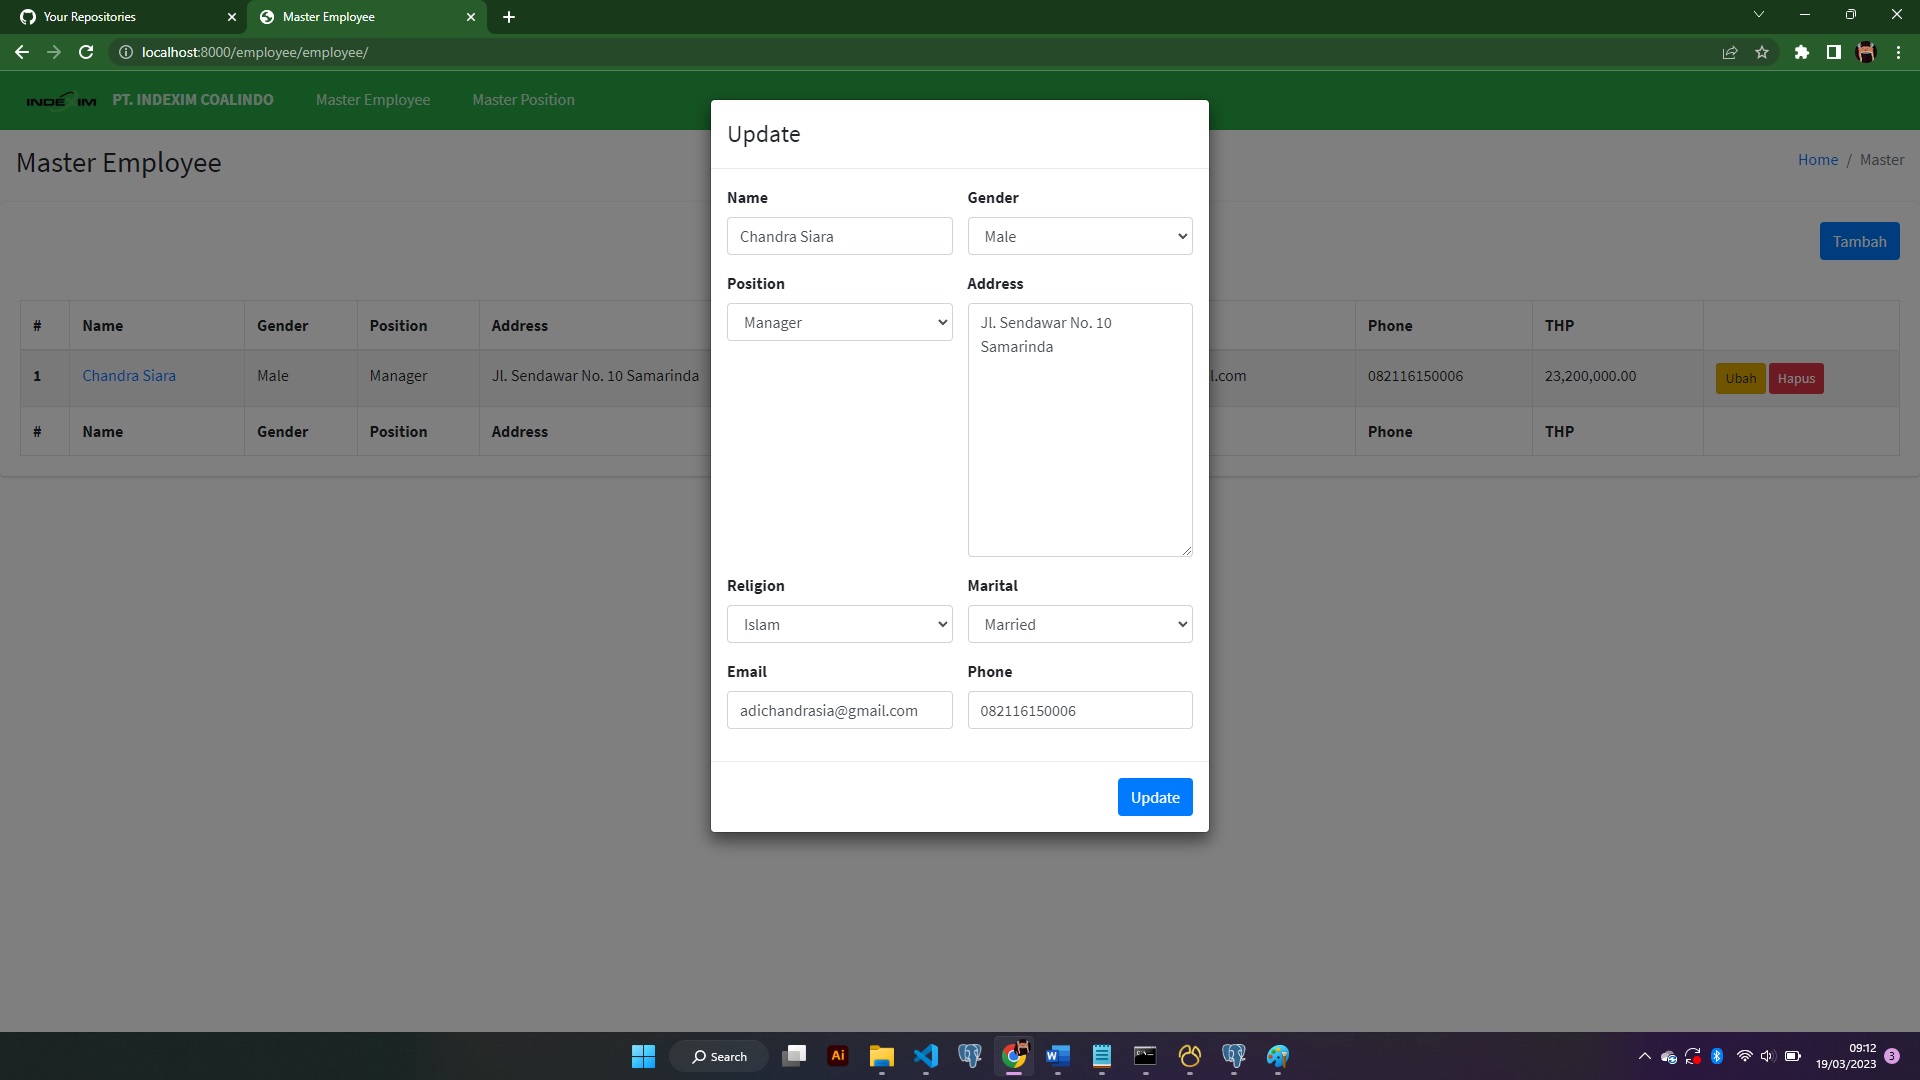 Your Repositories
Master Employee
localhost:8000/employee/employee/
INDEXIM PT. INDEXIM COALINDO Master Employee Master Position
Master Employee
Home / Master
Tambah
# Name Gender Position Address Phone THP
1 Chandra Siara Male Manager Jl. Sendawar No. 10 Samarinda l.com 082116150006 23,200,000.00 Ubah Hapus
# Name Gender Position Address Phone THP
Update
Name Gender
Chandra Siara Male
Position Address
Manager Jl. Sendawar No. 10
Samarinda
Religion Marital
Islam Married
Email Phone
adichandrasia@gmail.com 082116150006
Update
Search
Ai
W
09:12
19/03/2023
3